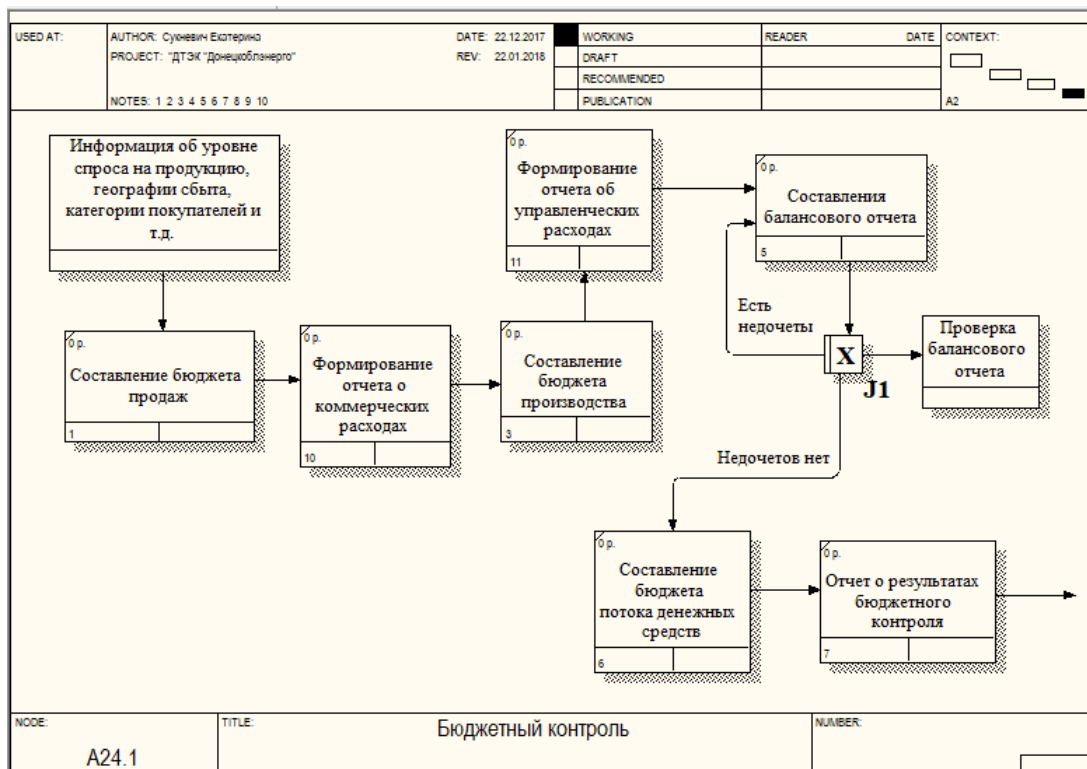 USED AT:
AUTHOR: Сукневич Екатерина
DATE: 22.12.2017
PROJECT: "ДТЭК "Донецкоблэнерго"
REV: 22.01.2018
NOTES: 1 2 3 4 5 6 7 8 9 10
WORKING
DRAFT
RECOMMENDED
PUBLICATION
READER
DATE
CONTEXT:
A2
Информация об уровне
спроса на продукцию,
географии сбыта,
категории покупателей и
т.д.
0 р.
Формирование
отчета об
управленческих
расходах
11
0 р.
Составления
балансового отчета
5
Есть
недочеты
X
J1
Проверка
балансового
отчета
0 р.
Составление бюджета
продаж
1
0 р.
Формирование
отчета о
коммерческих
расходах
10
0 р.
Составление
бюджета
производства
3
Недочетов нет
0 р.
Составление
бюджета
потока денежных
средств
6
0 р.
Отчет о результатах
бюджетного
контроля
7
NODE:
A24.1
TITLE:
Бюджетный контроль
NUMBER: